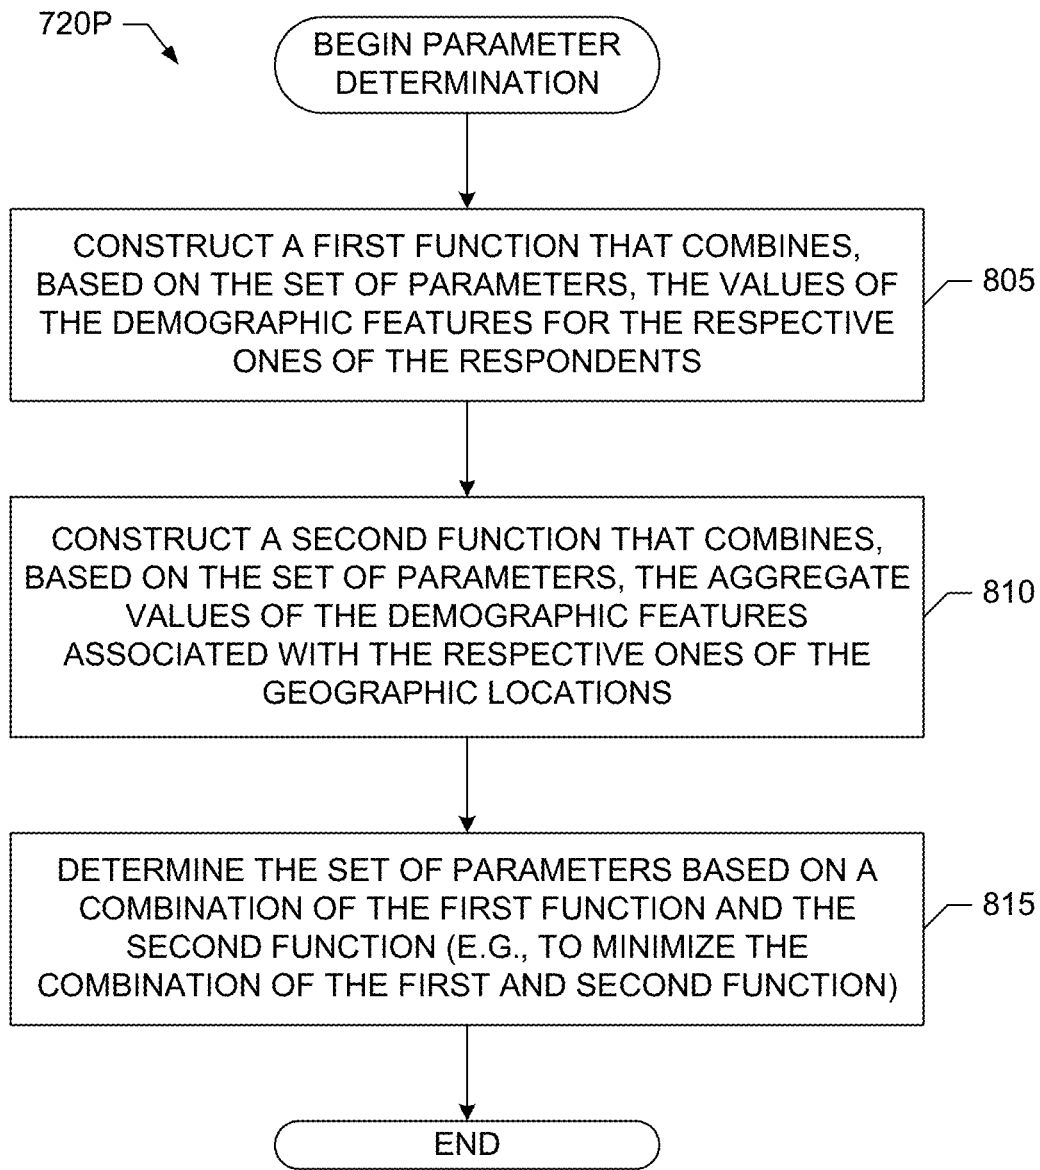 720P
BEGIN PARAMETER
DETERMINATION
CONSTRUCT A FIRST FUNCTION THAT COMBINES,
BASED ON THE SET OF PARAMETERS, THE VALUES OF
THE DEMOGRAPHIC FEATURES FOR THE RESPECTIVE
ONES OF THE RESPONDENTS
805
CONSTRUCT A SECOND FUNCTION THAT COMBINES,
BASED ON THE SET OF PARAMETERS, THE AGGREGATE
VALUES OF THE DEMOGRAPHIC FEATURES
ASSOCIATED WITH THE RESPECTIVE ONES OF THE
GEOGRAPHIC LOCATIONS
810
DETERMINE THE SET OF PARAMETERS BASED ON A
COMBINATION OF THE FIRST FUNCTION AND THE
SECOND FUNCTION (E.G., TO MINIMIZE THE
COMBINATION OF THE FIRST AND SECOND FUNCTION)
815
END